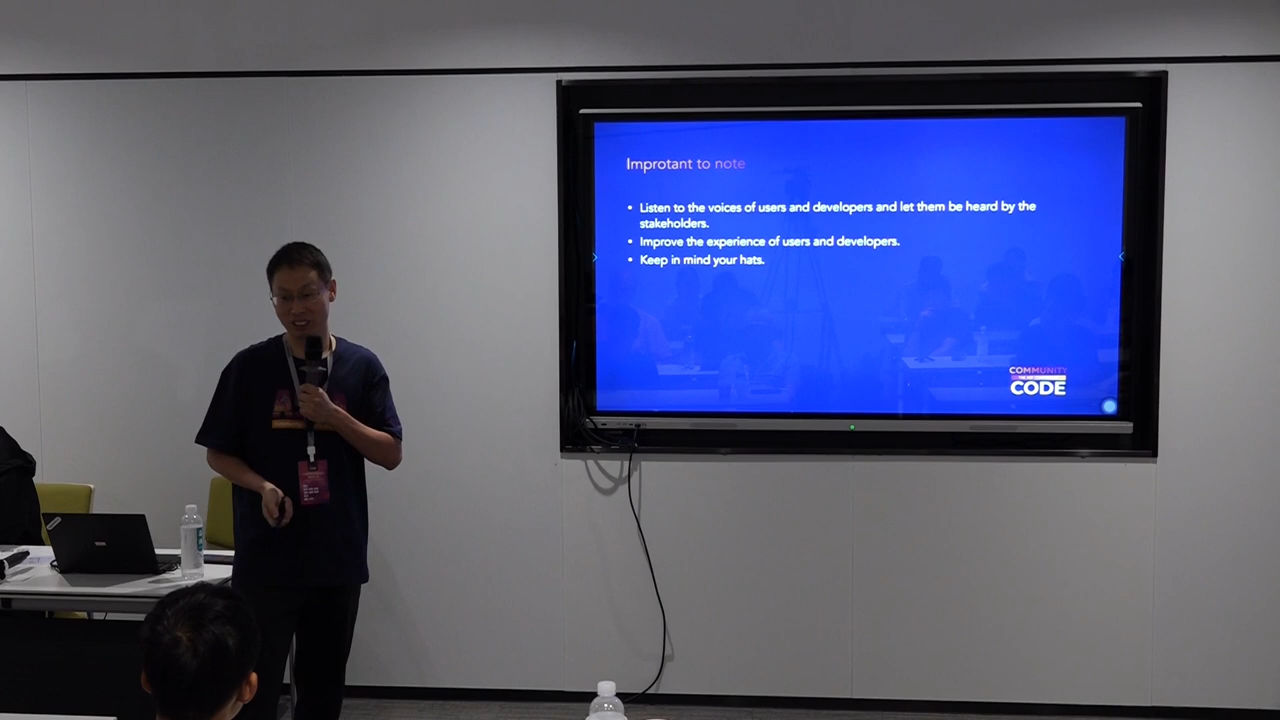 Improtant to note
• Listen to the voices of users and developers and let them be heard by the
stakeholders.
• Improve the experience of users and developers.
• Keep in mind your hats.
COMMUNITY
CODE